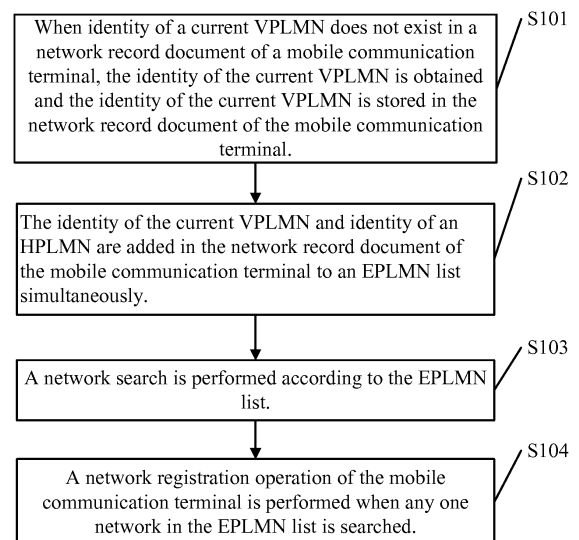 S101
When identity of a current VPLMN does not exist in a
network record document of a mobile communication
terminal, the identity of the current VPLMN is obtained
and the identity of the current VPLMN is stored in the
network record document of the mobile communication
terminal.
S102
The identity of the current VPLMN and identity of an
HPLMN are added in the network record document of
the mobile communication terminal to an EPLMN list
simultaneously.
S103
A network search is performed according to the EPLMN
list.
S104
A network registration operation of the mobile
communication terminal is performed when any one
network in the EPLMN list is searched.